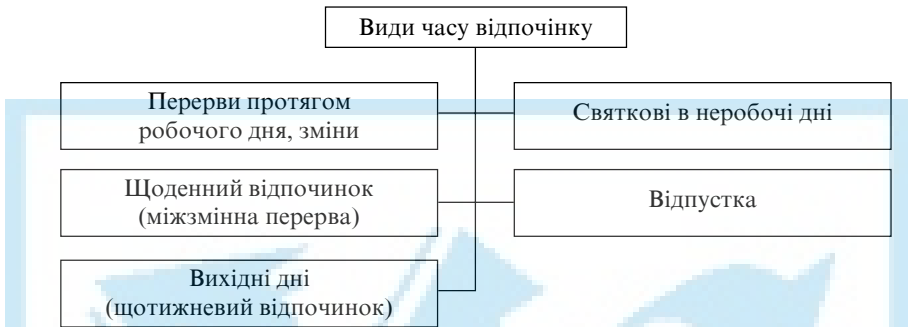 Види часу відпочінку
Перерви протягом
робочого дня, зміни
Святкові в неробочі дні
Щоденний відпочинок
(міжзмінна перерва)
Відпустка
Вихідні дні
(щотижневий відпочинок)